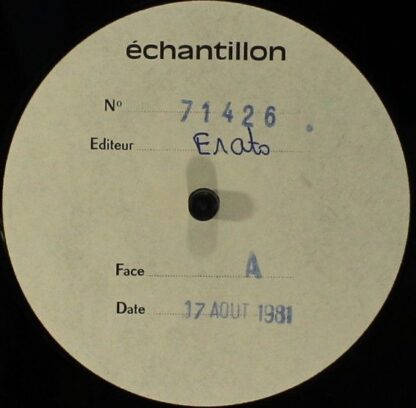 échantillon
Nº 71426
Editeur Erato
Face A
Date 17 AOUT 1981